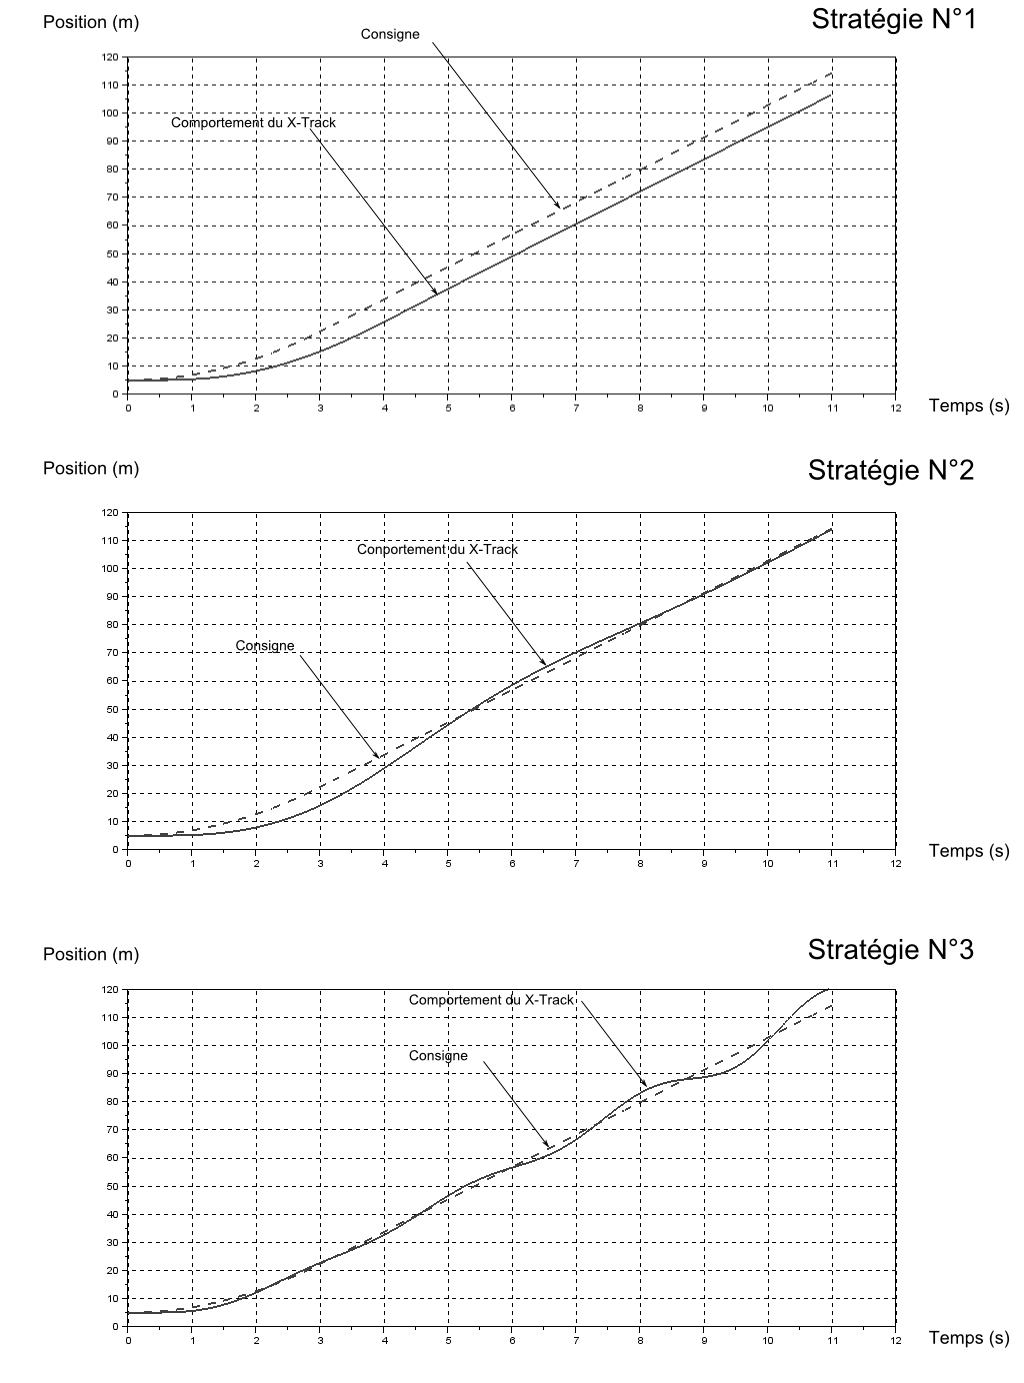 Position (m)
Stratégie N°1
Consigne
120
110
Comportement du X-Track
100
90
80
70
60
50
40
30
20
10
0
0 1 2 3 4 5 6 7 8 9 10 11 12
Temps (s)
Position (m)
Stratégie N°2
120
110
Conportement du X-Track
120
100
90
80
70
60
50
40
30
20
10
0
Consigne
0 1 2 3 4 5 6 7 8 9 10 11 12
Temps (s)
Position (m)
Stratégie N°3
120
Comportement du X-Track
110
100
Consigne
90
80
70
60
50
40
30
20
10
0
0 1 2 3 4 5 6 7 8 9 10 11 12
Temps (s)